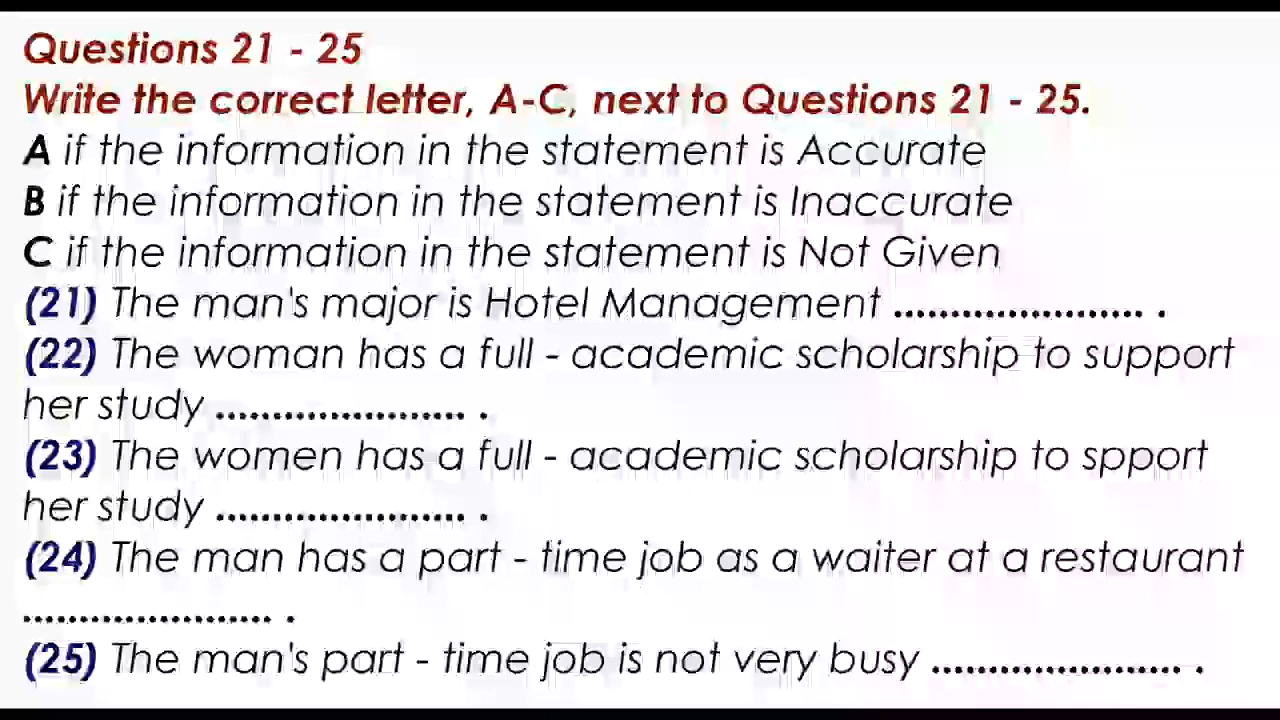 Questions 21 - 25
Write the correct letter, A-C, next to Questions 21 - 25.
A if the information in the statement is Accurate
B if the information in the statement is Inaccurate
C if the information in the statement is Not Given
(21) The man's major is Hotel Management ...................... .
(22) The woman has a full - academic scholarship to support
her study ...................... .
(23) The women has a full - academic scholarship to spport
her study ...................... .
(24) The man has a part - time job as a waiter at a restaurant
...................... .
(25) The man's part - time job is not very busy ...................... .